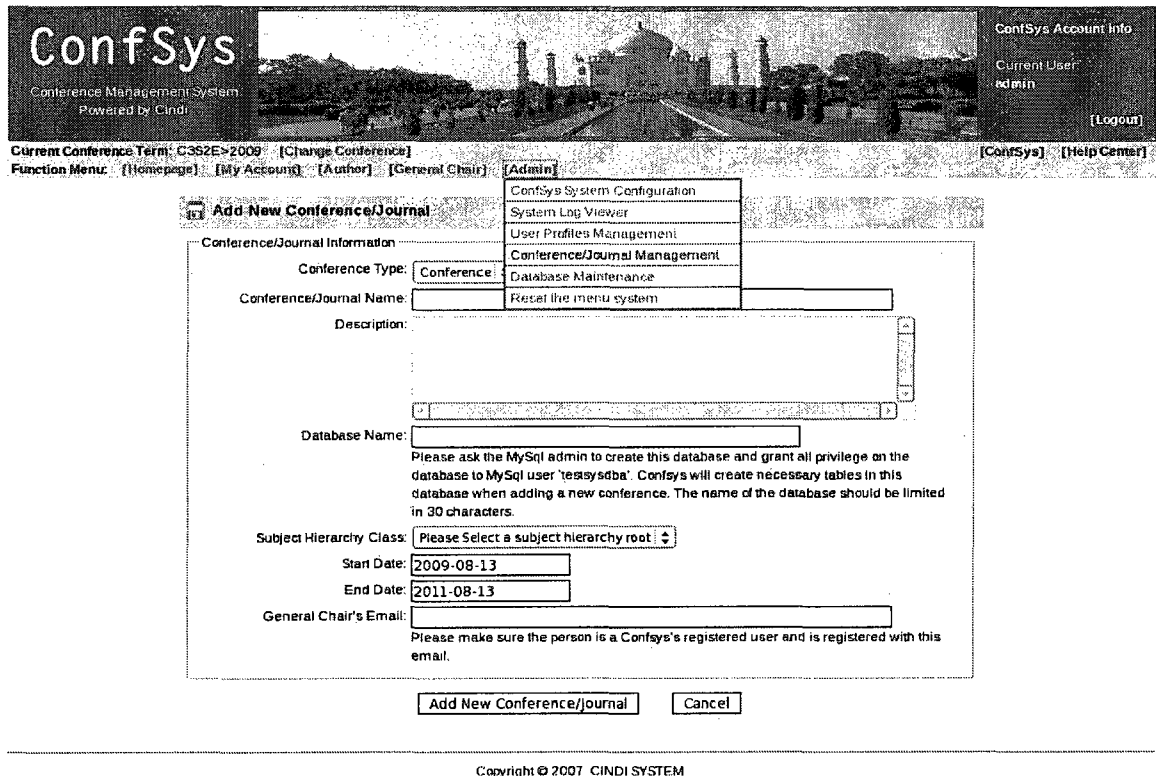 ConfSys
Conference Management System
Powered by Cindi
ConfSys Account Info
Current User:
admin
[Logout]
Current Conference Term: C3S2E>2009 [Change Conference]
[ConfSys] [Help Center]
Function Menu: [Homepage] [My Account] [Author] [General Chair] [Admin]
ConfSys System Configuration
System Log Viewer
User Profiles Management
Conference/Journal Management
Database Maintenance
Reset the menu system
Add New Conference/Journal
Conference/Journal Information
Conference Type: Conference
Conference/Journal Name:
Description:
Database Name:
Please ask the MySql admin to create this database and grant all privilege on the
database to MySql user 'testsysdba'. Confsys will create necessary tables in this
database when adding a new conference. The name of the database should be limited
in 30 characters.
Subject Hierarchy Class: Please Select a subject hierarchy root
Start Date: 2009-08-13
End Date: 2011-08-13
General Chair's Email:
Please make sure the person is a Confsys's registered user and is registered with this
email.
Add New Conference/Journal Cancel
Copyright © 2007 CINDI SYSTEM